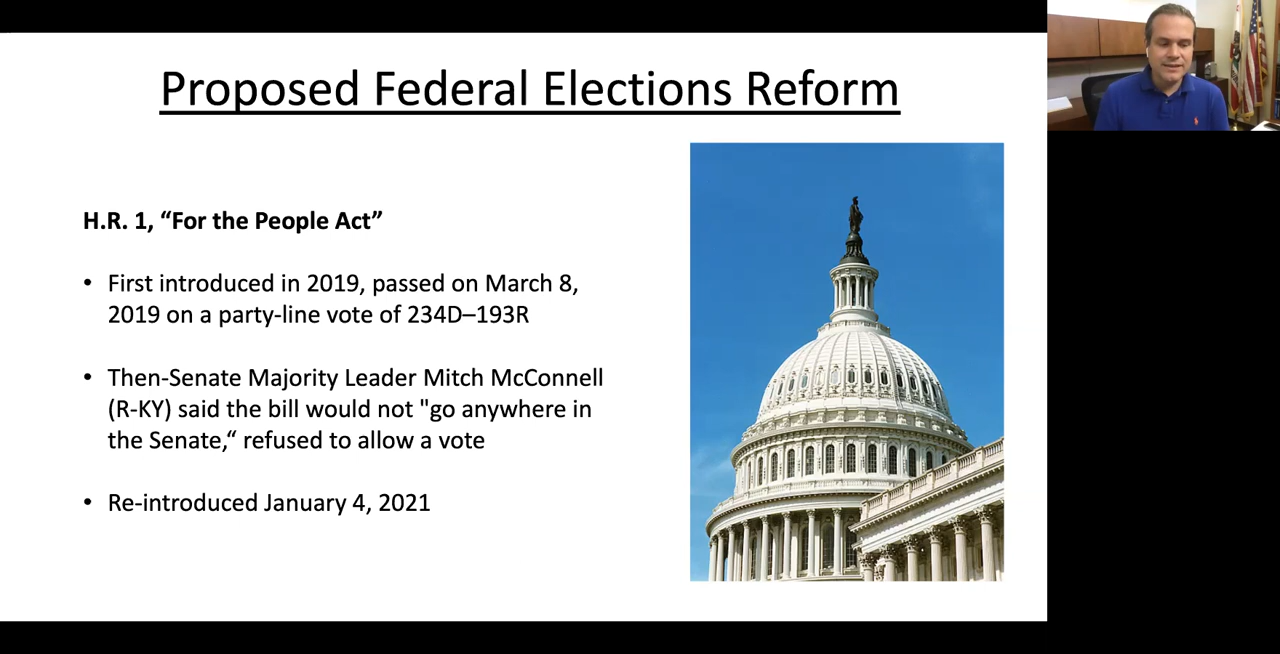 Proposed Federal Elections Reform
H.R. 1, “For the People Act”
• First introduced in 2019, passed on March 8,
2019 on a party-line vote of 234D–193R
• Then-Senate Majority Leader Mitch McConnell
(R-KY) said the bill would not "go anywhere in
the Senate,“ refused to allow a vote
• Re-introduced January 4, 2021